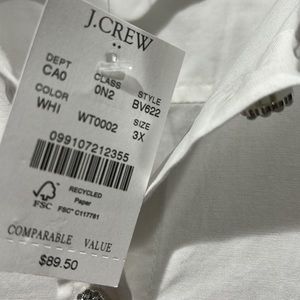 J.CREW
DEPT CLASS STYLE
CA0 0N2 BV622
COLOR SIZE
WHI WT0002 3X
099107212355
FSC
RECYCLED
Paper
FSC® C117781
COMPARABLE VALUE
$89.50